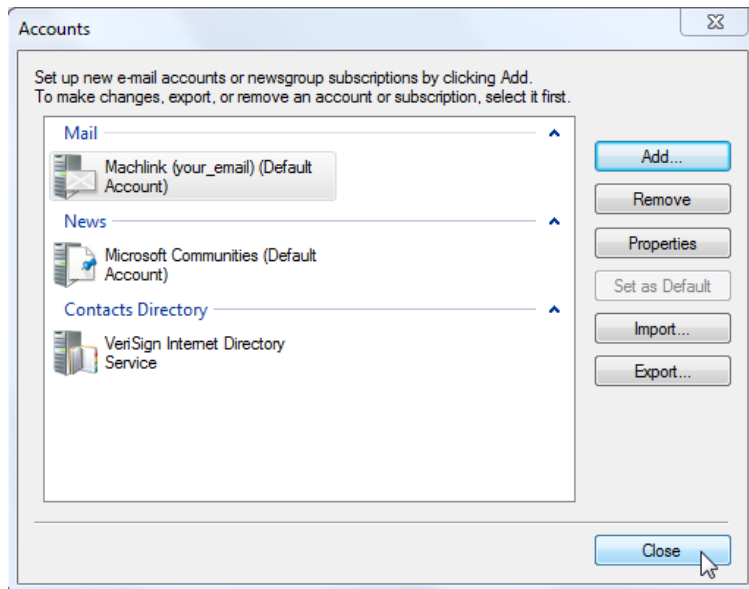 Accounts
Set up new e-mail accounts or newsgroup subscriptions by clicking Add.
To make changes, export, or remove an account or subscription, select it first.
Mail
Machlink (your_email) (Default
Account)
News
Microsoft Communities (Default
Account)
Contacts Directory
VeriSign Internet Directory
Service
Add...
Remove
Properties
Set as Default
Import...
Export...
Close